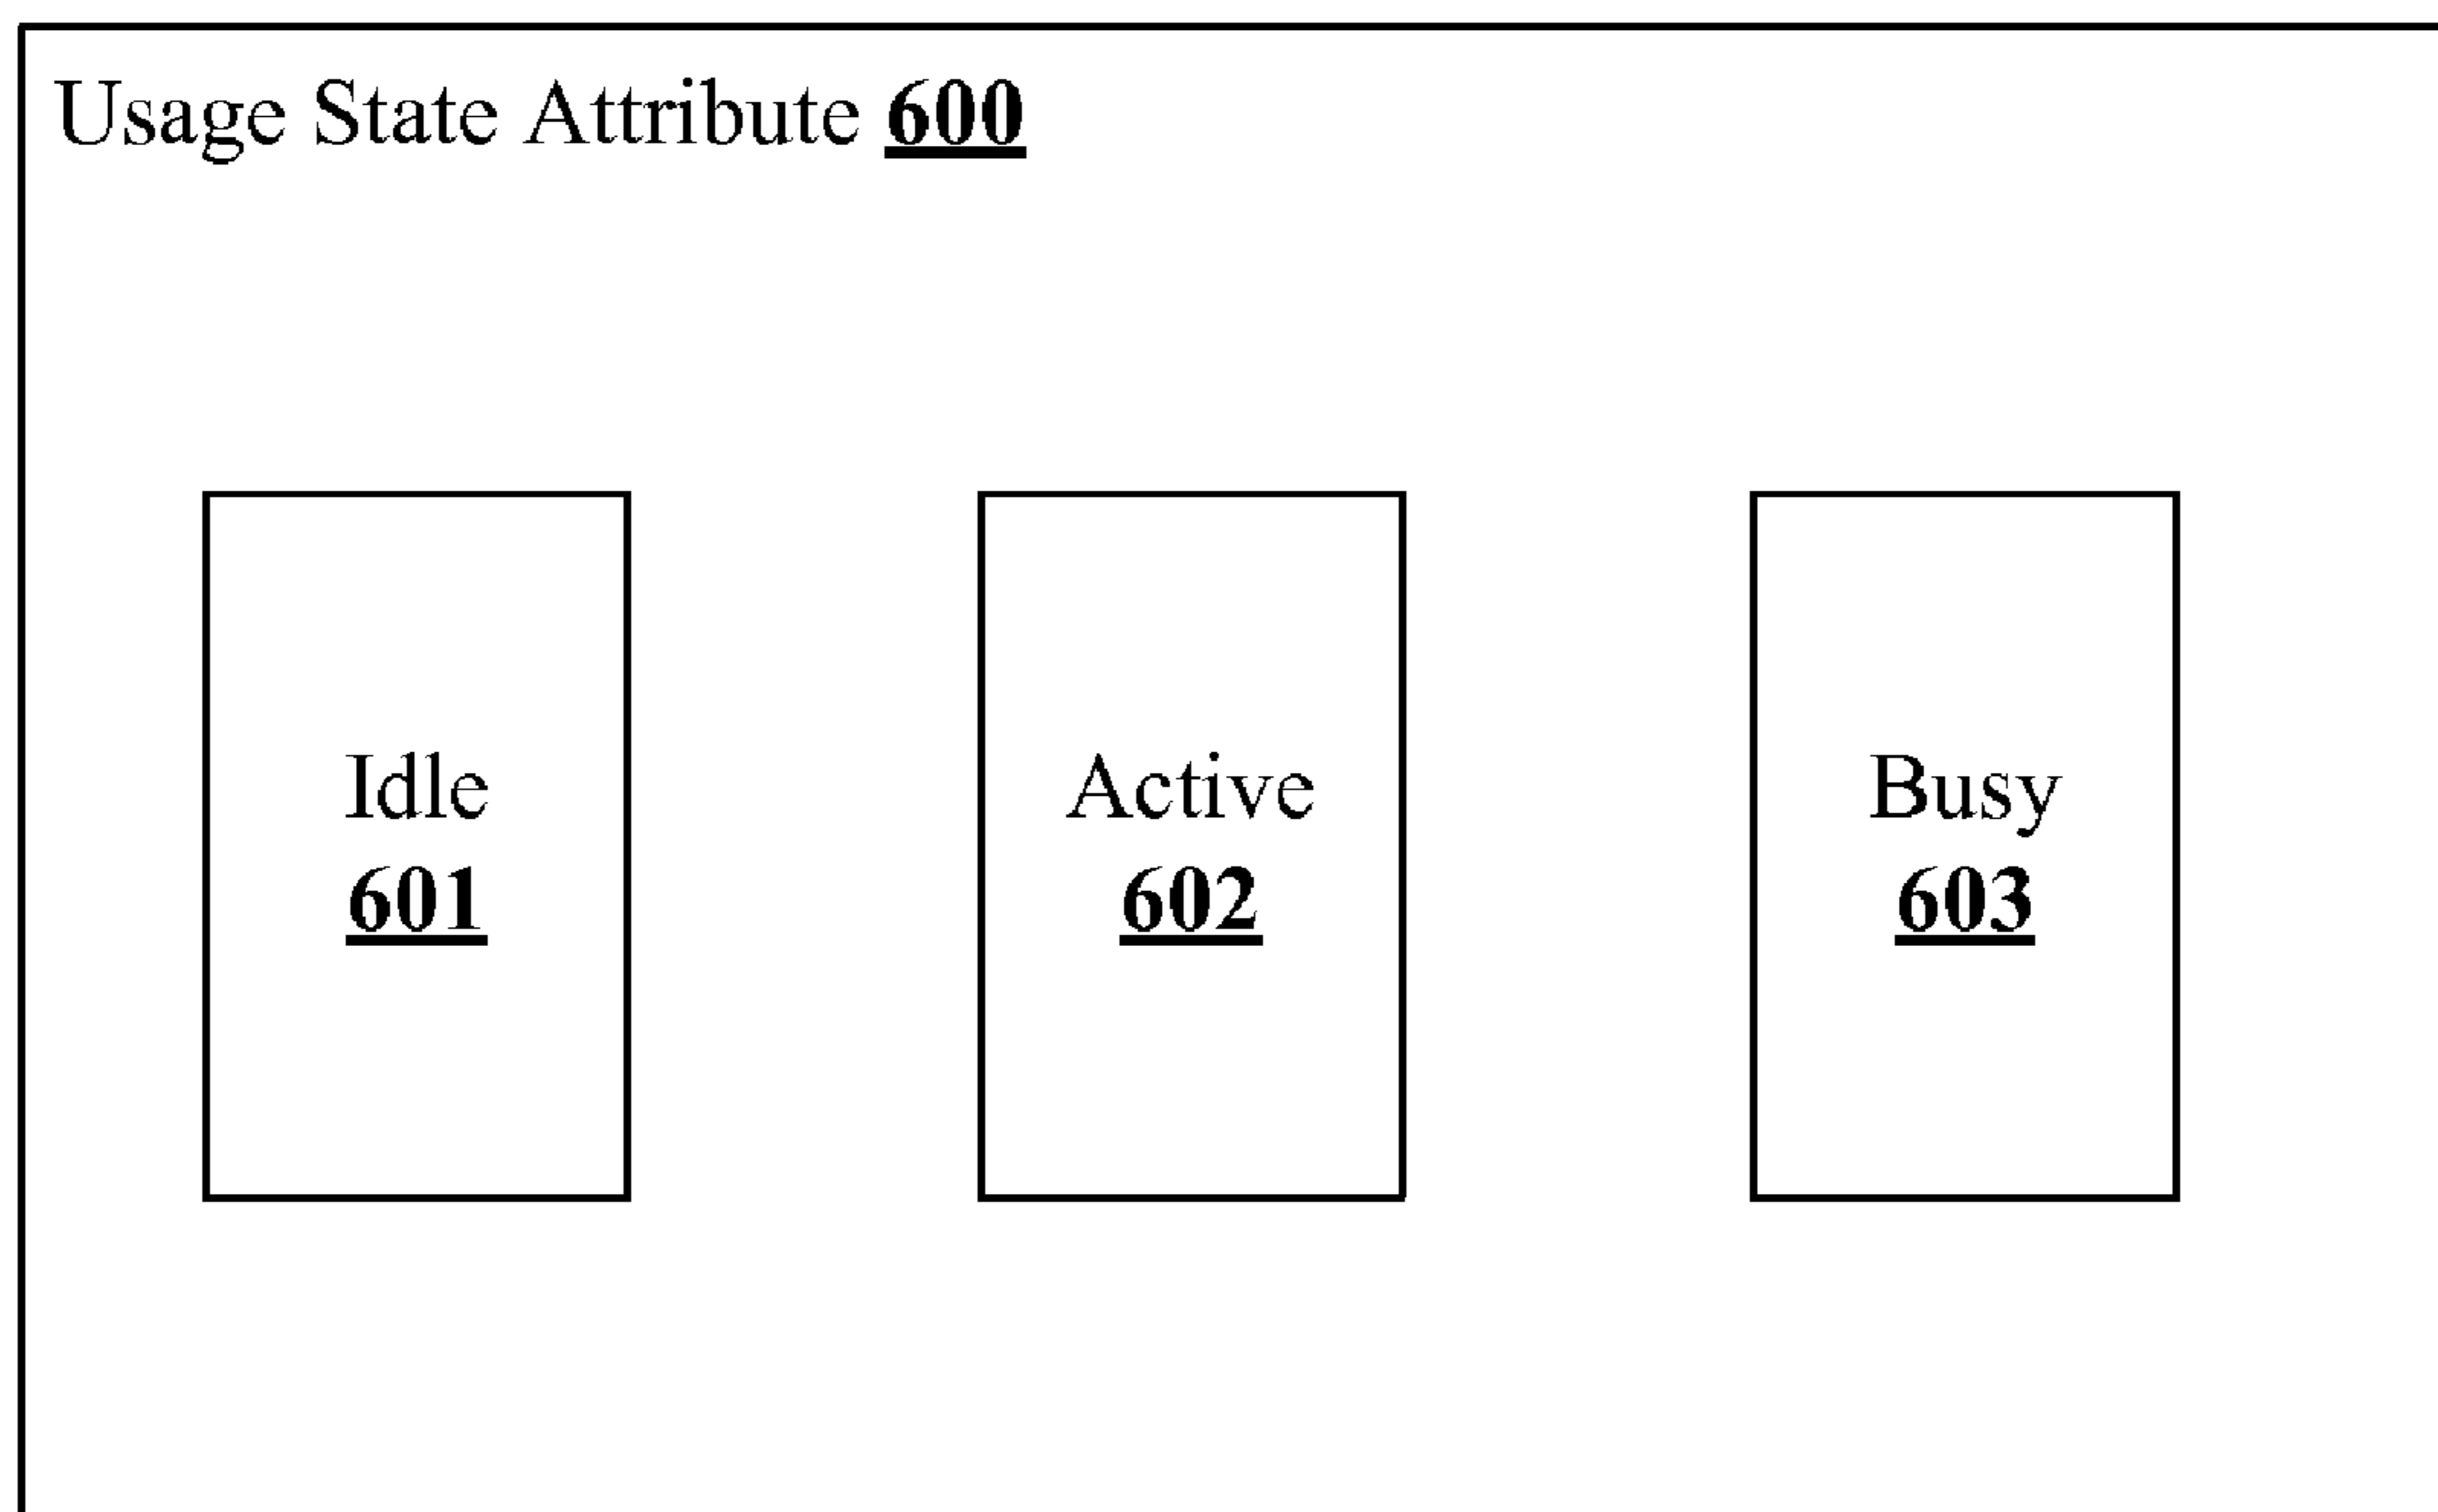 Usage State Attribute 600
Idle
601
Active
602
Busy
603